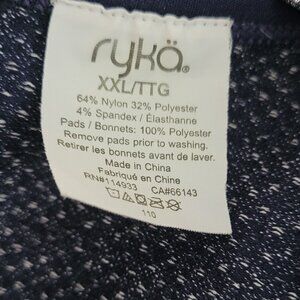 rykä.
XXL/TTG
64% Nylon 32% Polyester
4% Spandex / Élasthanne
Pads / Bonnets: 100% Polyester
Remove pads prior to washing.
Retirer les bonnets avant de laver.
Made in China
Fabriqué en Chine
RN#114933 CA#66143
110